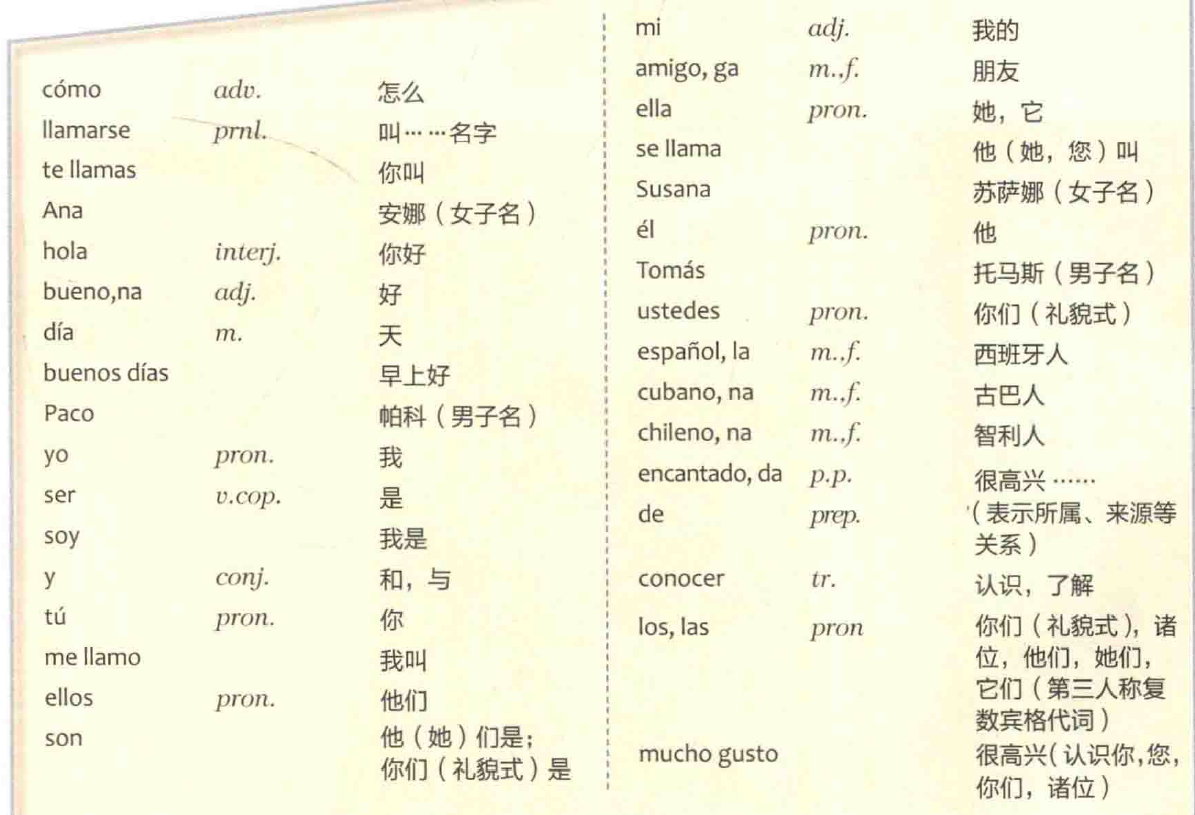 cómo adv. 怎么
llamarse prnl. 叫……名字
te llamas 你叫
Ana 安娜（女子名）
hola interj. 你好
bueno,na adj. 好
día m. 天
buenos días 早上好
Paco 帕科（男子名）
yo pron. 我
ser v.cop. 是
soy 我是
y conj. 和，与
tú pron. 你
me llamo 我叫
ellos pron. 他们
son 他（她）们是；
你们（礼貌式）是
mi adj. 我的
amigo, ga m.,f. 朋友
ella pron. 她，它
se llama 他（她，您）叫
Susana 苏萨娜（女子名）
él pron. 他
Tomás 托马斯（男子名）
ustedes pron. 你们（礼貌式）
español, la m.,f. 西班牙人
cubano, na m.,f. 古巴人
chileno, na m.,f. 智利人
encantado, da p.p. 很高兴……
de prep. （表示所属、来源等
关系）
conocer tr. 认识，了解
los, las pron 你们（礼貌式），诸
位，他们，她们，
它们（第三人称复
数宾格代词）
mucho gusto 很高兴（认识你，您，
你们，诸位）